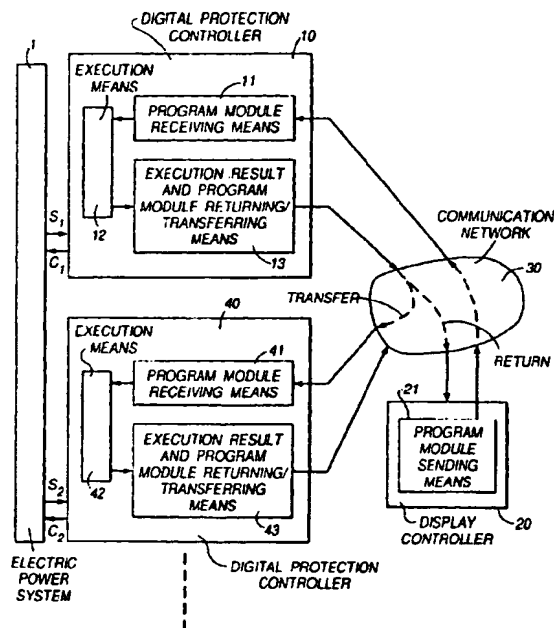 DIGITAL PROTECTION
CONTROLLER
1
10
EXECUTION
MEANS
11
PROGRAM MODULE
RECEIVING MEANS
EXECUTION RESULT
AND PROGRAM
MODULE RETURNING/
TRANSFERRING
MEANS
12
13
S1
C1
COMMUNICATION
NETWORK
30
TRANSFER
RETURN
40
EXECUTION
MEANS
41
PROGRAM MODULE
RECEIVING MEANS
EXECUTION RESULT
AND PROGRAM
MODULE RETURNING/
TRANSFERRING
MEANS
42
43
S2
C2
21
PROGRAM
MODULE
SENDING
MEANS
DISPLAY
CONTROLLER
20
ELECTRIC
POWER
SYSTEM
DIGITAL PROTECTION
CONTROLLER